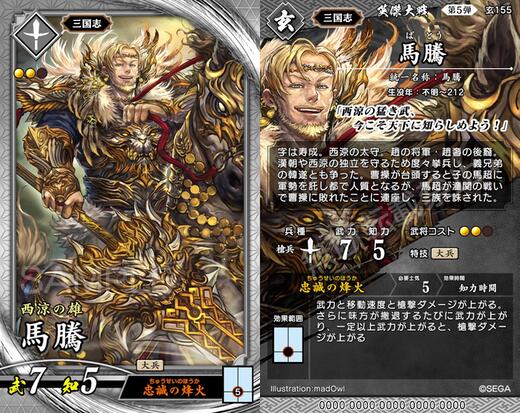 三国志
西涼の雄
馬騰
大兵
武7 知5
ちゅうせいのほうか
忠誠の烽火
5
玄
三国志
英傑大戦
第5弾
玄155
ばとう
馬騰
統一名称:馬騰
生没年:不明~212
「西涼の猛き武、
今こそ天下に知らしめよう!」
字は寿成。西涼の太守。趙の将軍・趙奢の後裔。
漢朝や西涼の独立を守るため度々挙兵し、義兄弟
の韓遂とも争った。曹操が台頭すると子の馬超に
軍勢を託し都で人質となるが、馬超が潼関の戦い
で曹操に敗れたことに連座し、三族を誅された。
兵種 武力 知力 武将コスト
槍兵 7 5 特技 大兵
ちゅうせいのほうか
忠誠の烽火
必要士気
5
効果時間
知力時間
効果範囲
武力と移動速度と槍撃ダメージが上がる。
さらに味方が撤退するたびに武力が上が
り、一定以上武力が上がると、槍撃ダメー
ジが上がる
Illustration:madOwl
©SEGA
0000 0000 0000 0000 0000